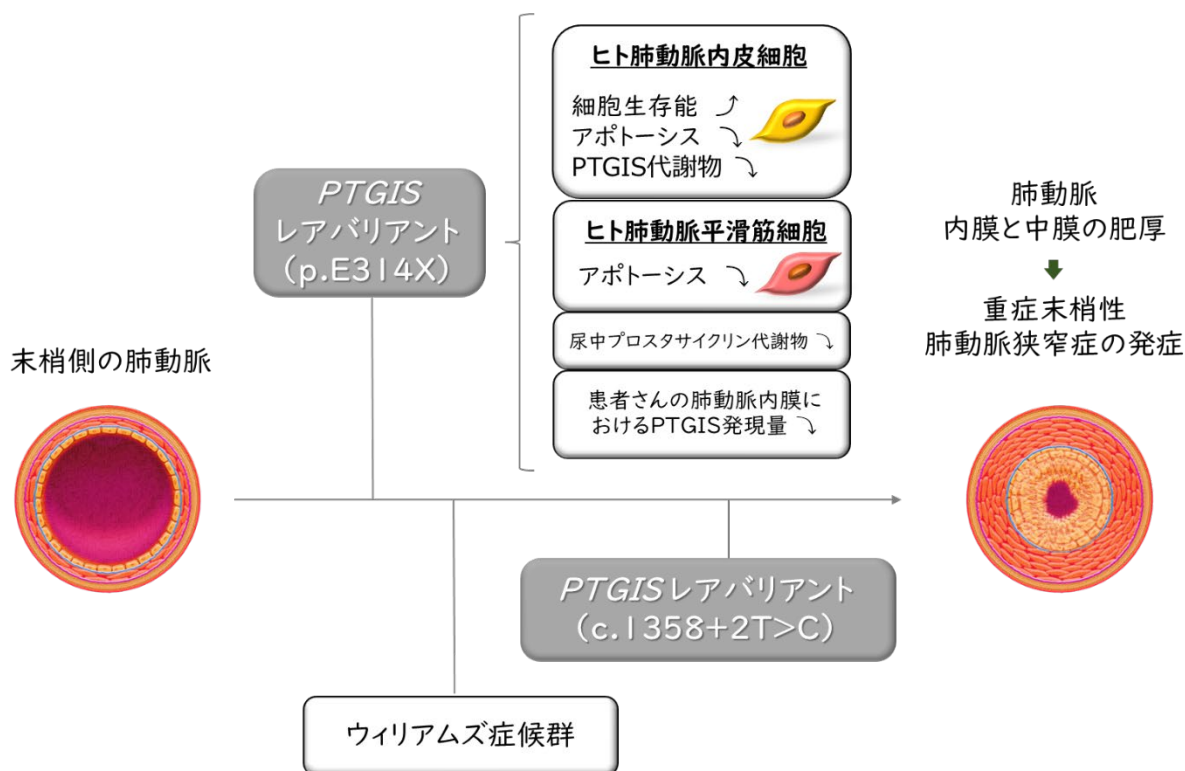 ヒト肺動脈内皮細胞
細胞生存能 ⤴
アポトーシス ⤵
PTGIS代謝物 ⤵
PTGIS
レアバリアント
(p.E314X)
ヒト肺動脈平滑筋細胞
アポトーシス ⤵
尿中プロスタサイクリン代謝物 ⤵
患者さんの肺動脈内膜に
おけるPTGIS発現量 ⤵
肺動脈
内膜と中膜の肥厚
重症末梢性
肺動脈狭窄症の発症
末梢側の肺動脈
PTGISレアバリアント
(c.1358+2T>C)
ウィリアムズ症候群